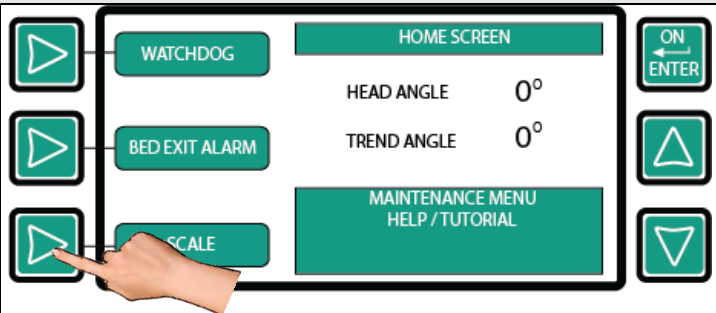 WATCHDOG
BED EXIT ALARM
SCALE
HOME SCREEN
HEAD ANGLE 0°
TREND ANGLE 0°
MAINTENANCE MENU
HELP / TUTORIAL
ON
ENTER